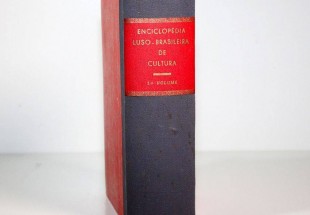 ENCICLOPÉDIA
LUSO-BRASILEIRA
DE
CULTURA
VOLUME